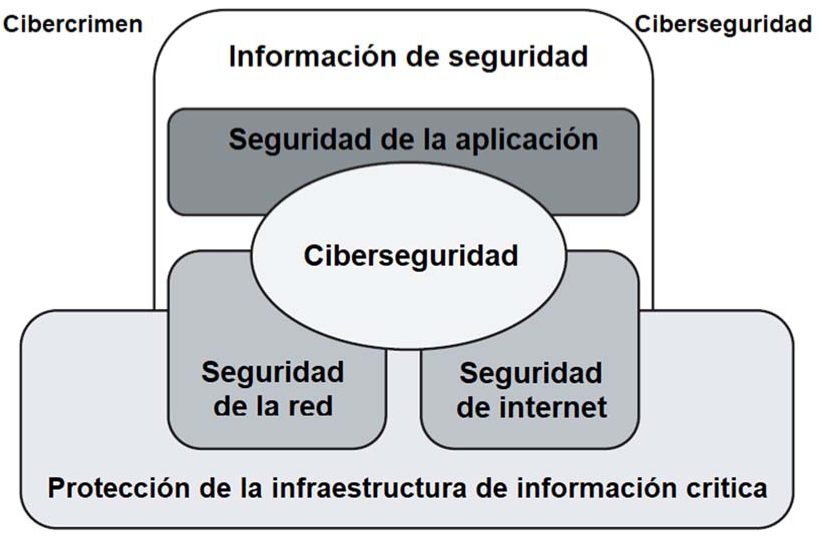 Cibercrimen
Ciberseguridad
Información de seguridad
Seguridad de la aplicación
Ciberseguridad
Seguridad
de la red
Seguridad
de internet
Protección de la infraestructura de información critica